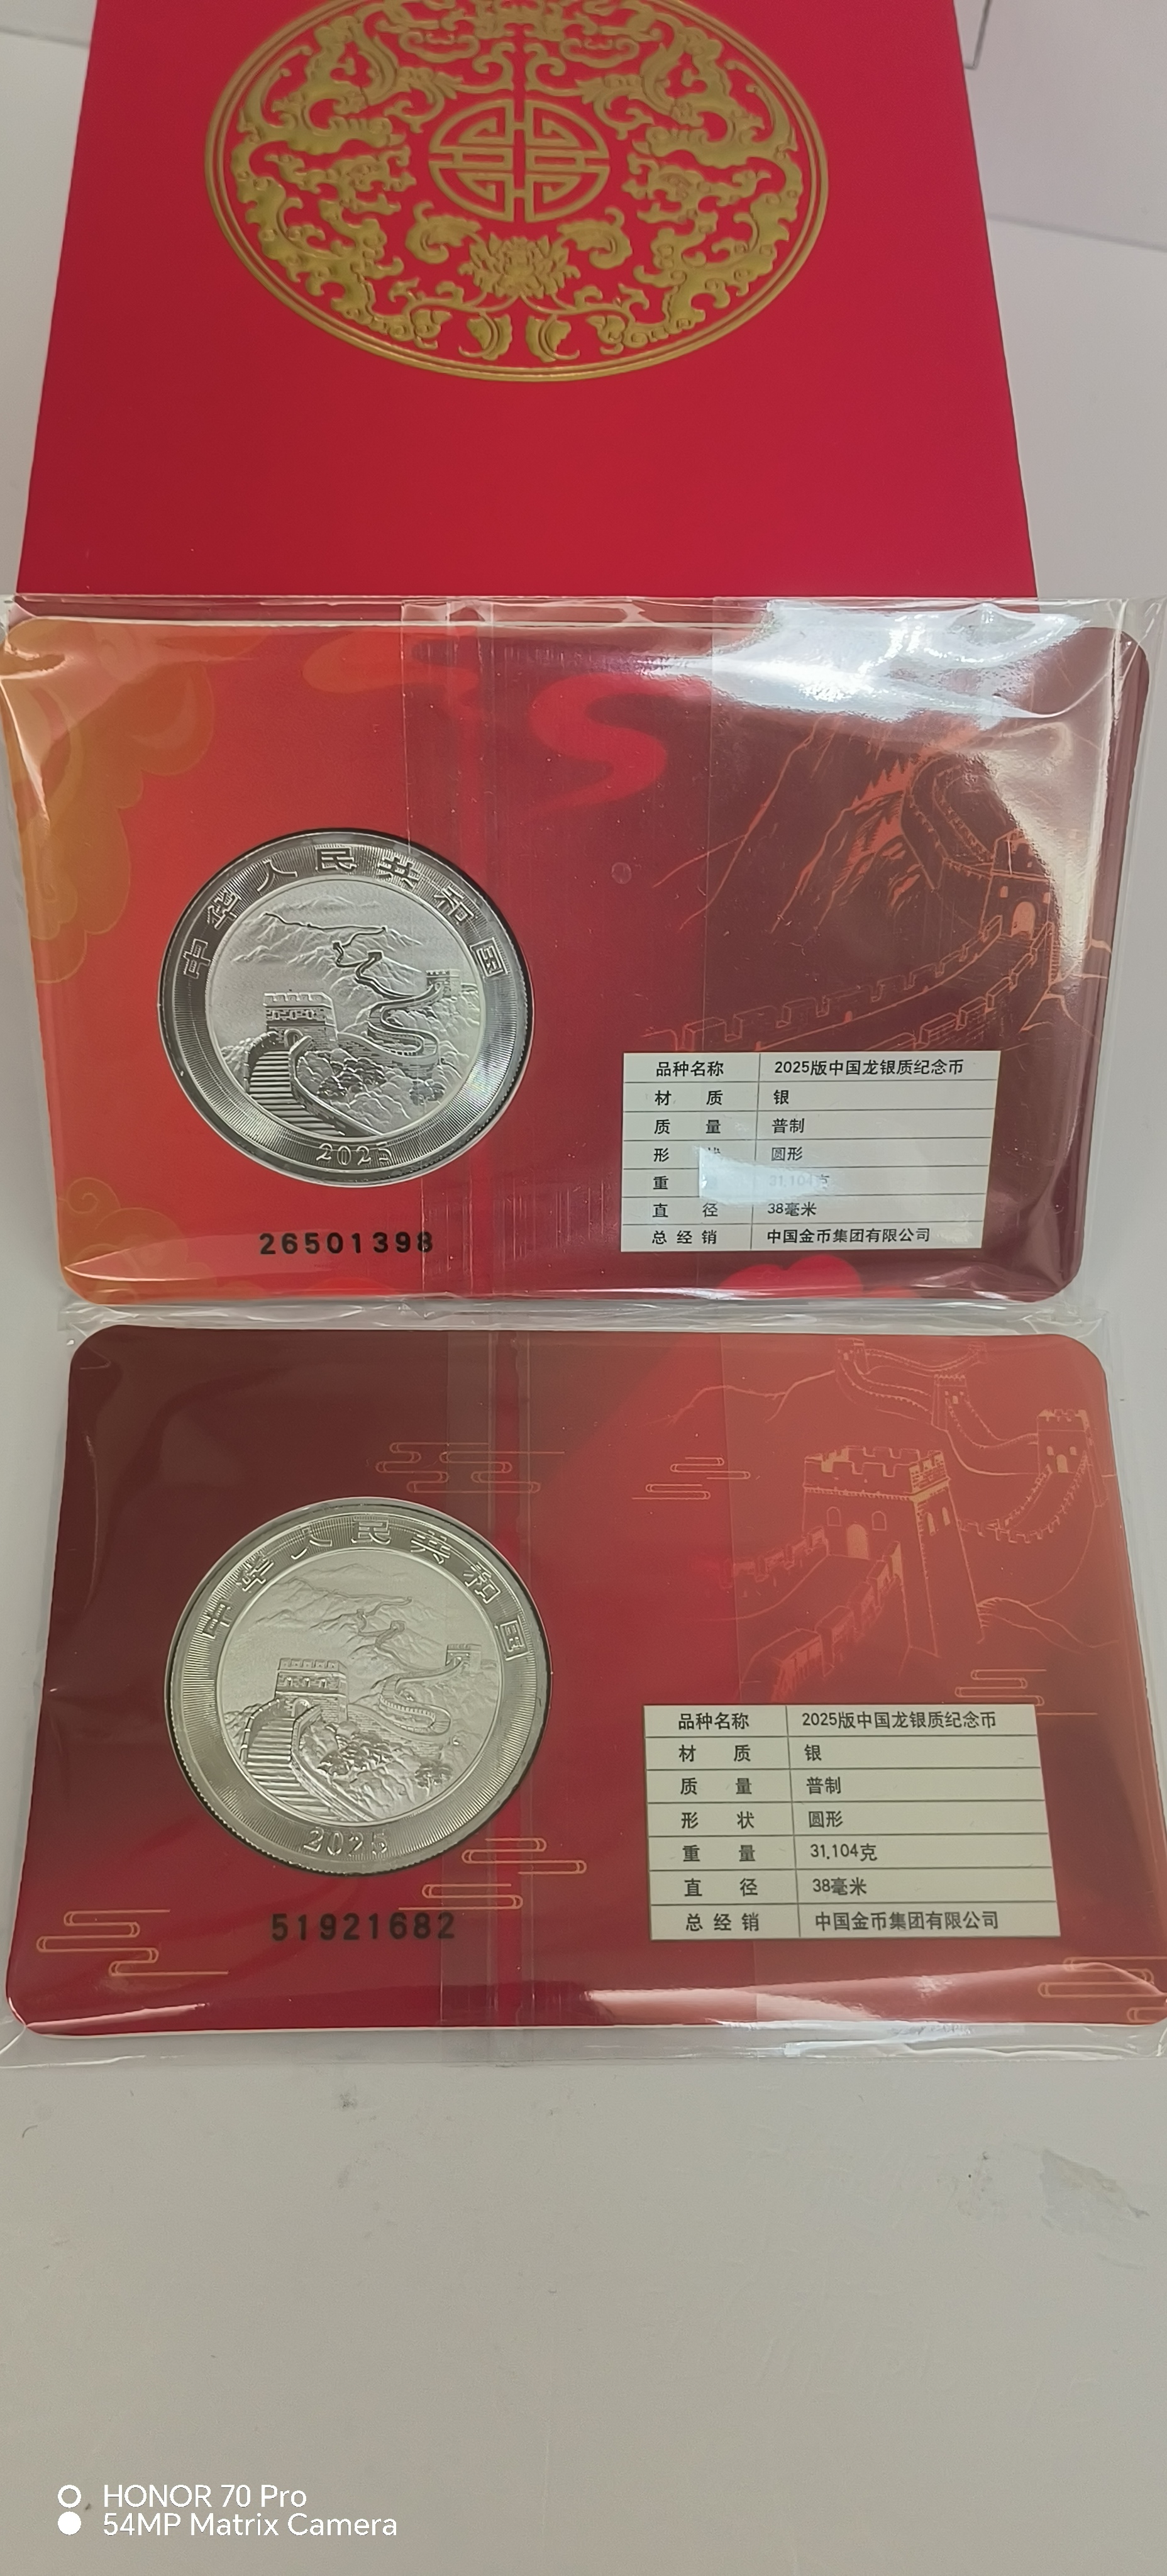 中华人民共和国
2025
26501398
品种名称 2025版中国龙银质纪念币
材 质 银
质 量 普制
形 状 圆形
重 31.104克
直 径 38毫米
总经销 中国金币集团有限公司
中华人民共和国
2025
51921682
品种名称 2025版中国龙银质纪念币
材 质 银
质 量 普制
形 状 圆形
重 量 31.104克
直 径 38毫米
总经销 中国金币集团有限公司
HONOR 70 Pro
54MP Matrix Camera